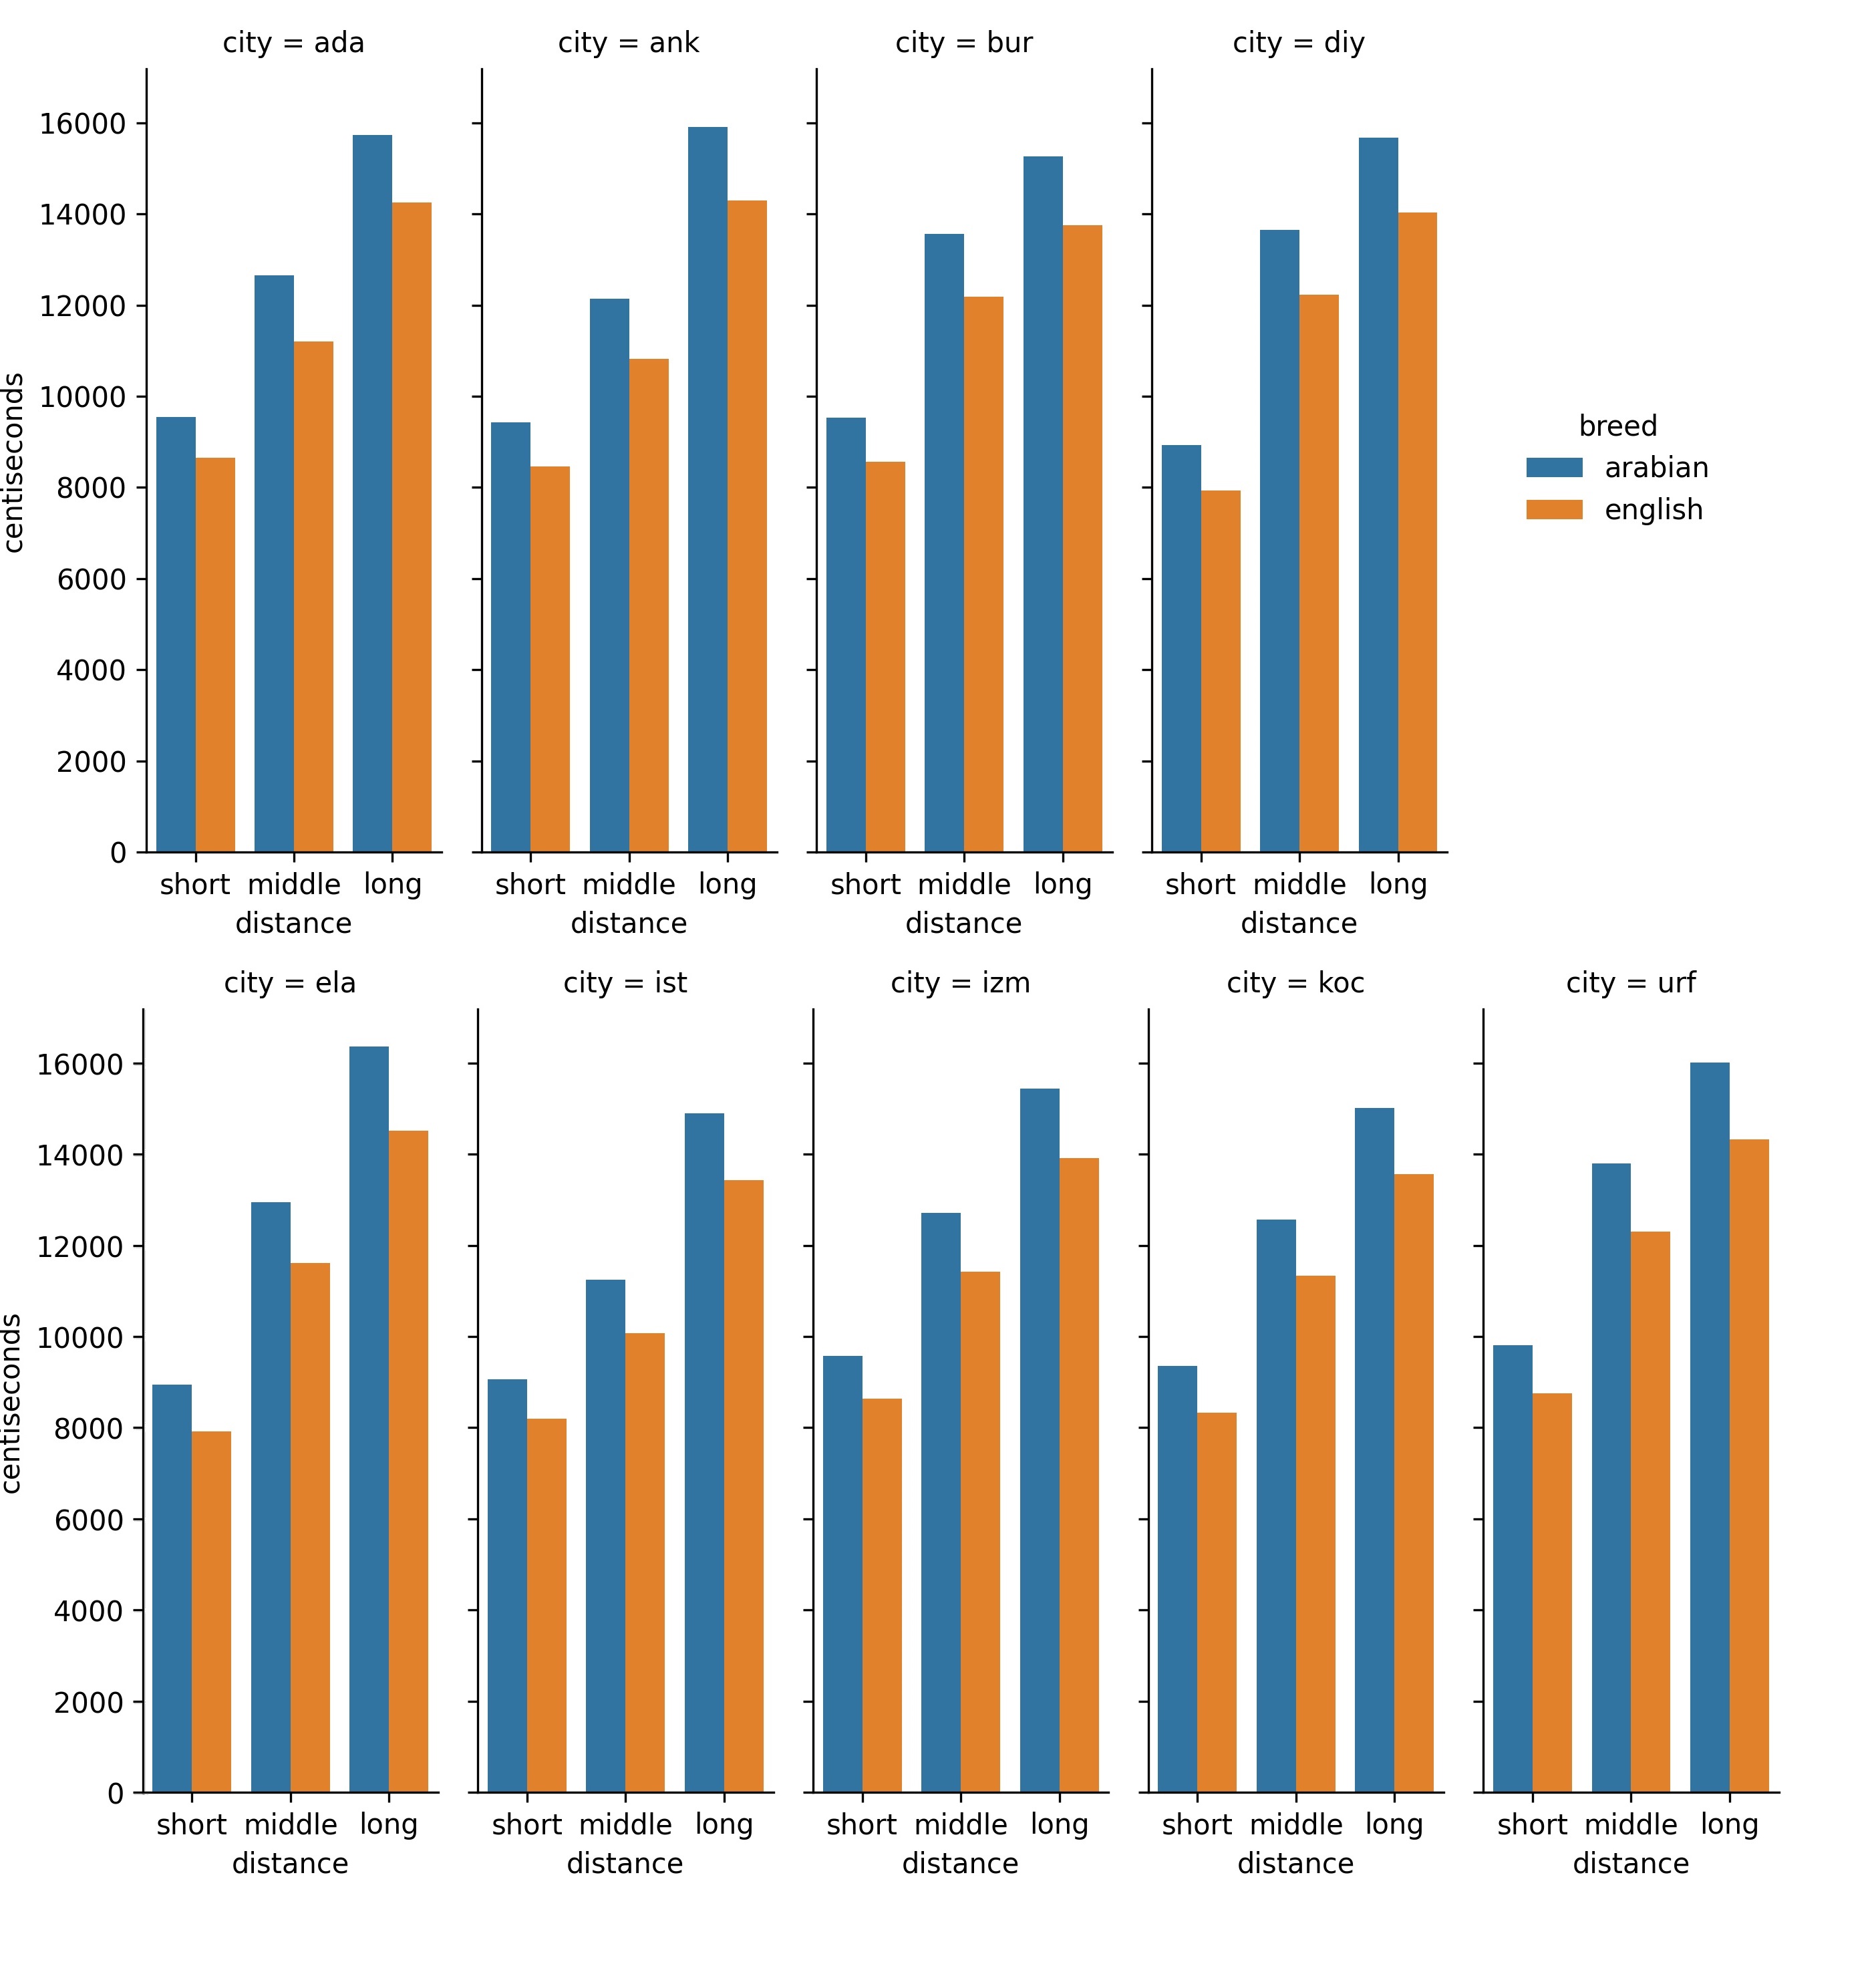 city = ada
city = ank
city = bur
city = diy
16000
14000
12000
10000
8000
6000
4000
2000
0
centiseconds
short middle long
distance
short middle long
distance
short middle long
distance
short middle long
distance
breed
arabian
english
city = ela
city = ist
city = izm
city = koc
city = urf
16000
14000
12000
10000
8000
6000
4000
2000
0
centiseconds
short middle long
distance
short middle long
distance
short middle long
distance
short middle long
distance
short middle long
distance